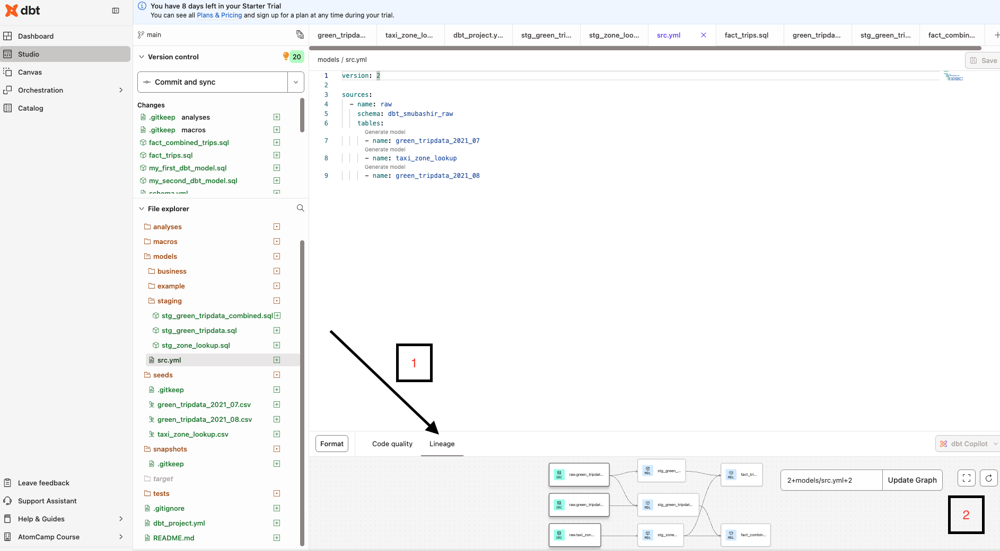 dbt
You have 8 days left in your Starter Trial
You can see all Plans & Pricing and sign up for a plan at any time during your trial.
Dashboard
Studio
Canvas
Orchestration
Catalog
Leave feedback
Support Assistant
Help & Guides
AtomCamp Course
main
Version control
20
Commit and sync
Changes
.gitkeep analyses
.gitkeep macros
fact_combined_trips.sql
fact_trips.sql
my_first_dbt_model.sql
my_second_dbt_model.sql
schema.yml
File explorer
analyses
macros
models
business
example
staging
stg_green_tripdata_combined.sql
stg_green_tripdata.sql
stg_zone_lookup.sql
src.yml
seeds
.gitkeep
green_tripdata_2021_07.csv
green_tripdata_2021_08.csv
taxi_zone_lookup.csv
snapshots
.gitkeep
target
tests
.gitignore
dbt_project.yml
README.md
green_tripda... taxi_zone_lo... dbt_project.y... stg_green_tri... stg_zone_loo... src.yml fact_trips.sql green_tripda... stg_green_tri... fact_combin...
models / src.yml
Save
1 version: 2
2
3 sources:
4 - name: raw
5 schema: dbt_smubashir_raw
6 tables:
Generate model
7 - name: green_tripdata_2021_07
Generate model
8 - name: taxi_zone_lookup
Generate model
9 - name: green_tripdata_2021_08
1
Format
Code quality
Lineage
dbt Copilot
SRC raw.green_tripdat...
MDL stg_green_...
MDL fact_tri...
2+models/src.yml+2
Update Graph
SRC raw.green_tripdat...
MDL stg_green_tripdat...
2
SRC raw.taxi_zon...
MDL stg_zone...
MDL fact_combin...